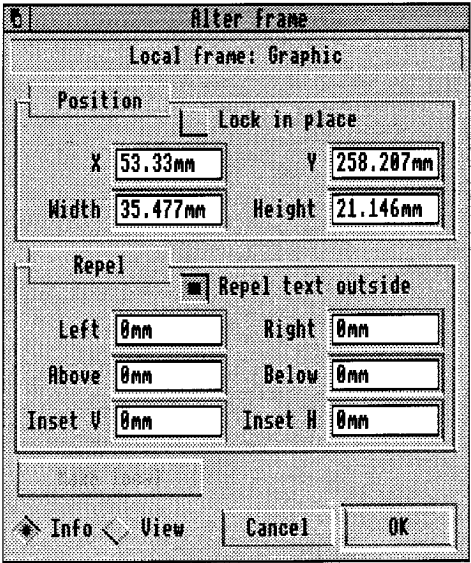 Alter frame
Local frame: Graphic
Position
Lock in place
X 53.33mm Y 258.207mm
Width 35.477mm Height 21.146mm
Repel
Repel text outside
Left 0mm Right 0mm
Above 0mm Below 0mm
Inset V 0mm Inset H 0mm
Info View Cancel OK